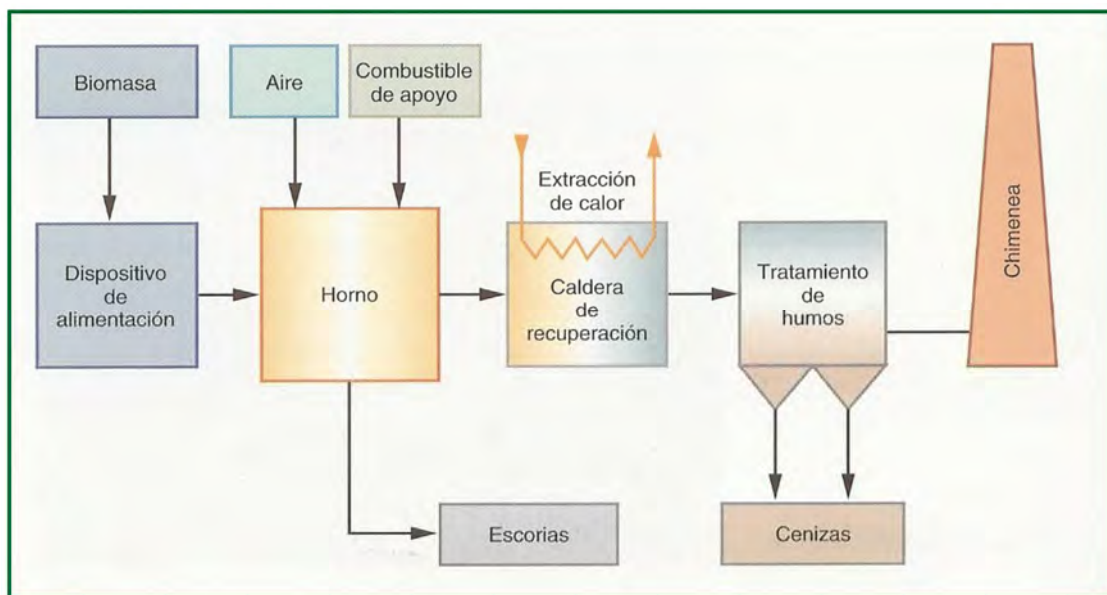 Biomasa
Aire
Combustible
de apoyo
Extracción
de calor
Chimenea
Dispositivo
de
alimentación
Horno
Caldera
de
recuperación
Tratamiento
de
humos
Escorias
Cenizas